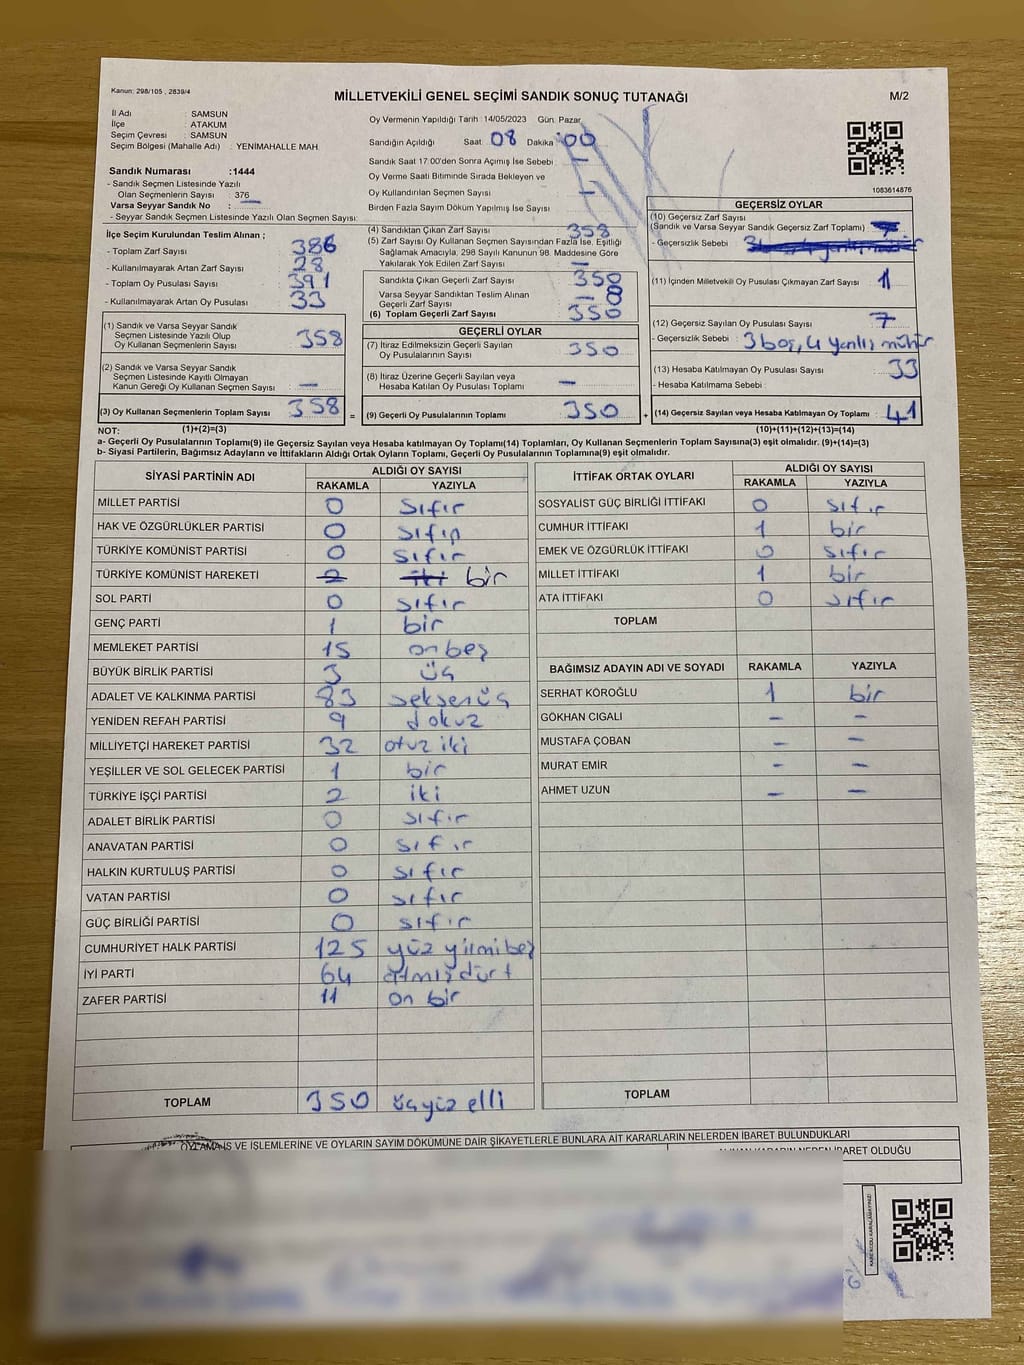 Kanun: 298/105 , 2839/4
MİLLETVEKİLİ GENEL SEÇİMİ SANDIK SONUÇ TUTANAĞI
M/2
İl Adı : SAMSUN
İlçe : ATAKUM
Seçim Çevresi : SAMSUN
Seçim Bölgesi (Mahalle Adı) : YENİMAHALLE MAH.
Sandık Numarası :1444
- Sandık Seçmen Listesinde Yazılı
Olan Seçmenlerin Sayısı : 376
Varsa Seyyar Sandık No : —
- Seyyar Sandık Seçmen Listesinde Yazılı Olan Seçmen Sayısı:
Oy Vermenin Yapıldığı Tarih : 14/05/2023 Gün: Pazar
Sandığın Açıldığı Saat 08 Dakika 00
Sandık Saat 17:00'den Sonra Açımış İse Sebebi : —
Oy Verme Saati Bitiminde Sırada Bekleyen ve
Oy Kullandırılan Seçmen Sayısı : —
Birden Fazla Sayım Döküm Yapılmış İse Sayısı
1083614876
İlçe Seçim Kurulundan Teslim Alınan ;
- Toplam Zarf Sayısı : 386
- Kullanılmayarak Artan Zarf Sayısı : 28
- Toplam Oy Pusulası Sayısı : 391
- Kullanılmayarak Artan Oy Pusulası : 33
(1) Sandık ve Varsa Seyyar Sandık
Seçmen Listesinde Yazılı Olup
Oy Kullanan Seçmenlerin Sayısı : 358
(2) Sandık ve Varsa Seyyar Sandık
Seçmen Listesinde Kayıtlı Olmayan
Kanun Gereği Oy Kullanan Seçmen Sayısı : —
(3) Oy Kullanan Seçmenlerin Toplam Sayısı : 358
(1)+(2)=(3)
(4) Sandıktan Çıkan Zarf Sayısı : 358
(5) Zarf Sayısı Oy Kullanan Seçmen Sayısından Fazla İse, Eşitliği
Sağlamak Amacıyla, 298 Sayılı Kanunun 98. Maddesine Göre
Yakılarak Yok Edilen Zarf Sayısı : —
Sandıkta Çıkan Geçerli Zarf Sayısı : 350
Varsa Seyyar Sandıktan Teslim Alınan
Geçerli Zarf Sayısı : —
(6) Toplam Geçerli Zarf Sayısı : 350
GEÇERLİ OYLAR
(7) İtiraz Edilmeksizin Geçerli Sayılan
Oy Pusulalarının Sayısı : 350
(8) İtiraz Üzerine Geçerli Sayılan veya
Hesaba Katılan Oy Pusulası Toplamı : —
= (9) Geçerli Oy Pusulalarının Toplamı : 350
GEÇERSİZ OYLAR
(10) Geçersiz Zarf Sayısı
(Sandık ve Varsa Seyyar Sandık Geçersiz Zarf Toplamı) :
- Geçersizlik Sebebi :
(11) İçinden Milletvekil Oy Pusulası Çıkmayan Zarf Sayısı : 1
(12) Geçersiz Sayılan Oy Pusulası Sayısı : 7
- Geçersizlik Sebebi : 3 boş, 4 yanlış mühür
(13) Hesaba Katılmayan Oy Pusulası Sayısı : 33
- Hesaba Katılmama Sebebi :
+ (14) Geçersiz Sayılan veya Hesaba Katılmayan Oy Toplamı : 41
(10)+(11)+(12)+(13)=(14)
NOT:
a- Geçerli Oy Pusulalarının Toplamı(9) ile Geçersiz Sayılan veya Hesaba katılmayan Oy Toplamı(14) Toplamları, Oy Kullanan Seçmenlerin Toplam Sayısına(3) eşit olmalıdır. (9)+(14)=(3)
b- Siyasi Partilerin, Bağımsız Adayların ve İttifakların Aldığı Ortak Oyların Toplamı, Geçerli Oy Pusulalarının Toplamına(9) eşit olmalıdır.
SİYASİ PARTİNİN ADI ALDIĞI OY SAYISI
RAKAMLA YAZIYLA
MİLLET PARTİSİ 0 sıfır
HAK VE ÖZGÜRLÜKLER PARTİSİ 0 sıfır
TÜRKİYE KOMÜNİST PARTİSİ 0 sıfır
TÜRKİYE KOMÜNİST HAREKETİ 2 iki bir
SOL PARTİ 0 sıfır
GENÇ PARTİ 1 bir
MEMLEKET PARTİSİ 15 onbeş
BÜYÜK BİRLİK PARTİSİ 3 üç
ADALET VE KALKINMA PARTİSİ 83 seksenüç
YENİDEN REFAH PARTİSİ 9 dokuz
MİLLİYETÇİ HAREKET PARTİSİ 32 otuz iki
YEŞİLLER VE SOL GELECEK PARTİSİ 1 bir
TÜRKİYE İŞÇİ PARTİSİ 2 iki
ADALET BİRLİK PARTİSİ 0 sıfır
ANAVATAN PARTİSİ 0 sıfır
HALKIN KURTULUŞ PARTİSİ 0 sıfır
VATAN PARTİSİ 0 sıfır
GÜÇ BİRLİĞİ PARTİSİ 0 sıfır
CUMHURİYET HALK PARTİSİ 125 yüz yirmibeş
İYİ PARTİ 64 altmışdört
ZAFER PARTİSİ 11 on bir
TOPLAM 350 üçyüz elli
İTTİFAK ORTAK OYLARI ALDIĞI OY SAYISI
RAKAMLA YAZIYLA
SOSYALİST GÜÇ BİRLİĞİ İTTİFAKI 0 sıfır
CUMHUR İTTİFAKI 1 bir
EMEK VE ÖZGÜRLÜK İTTİFAKI 0 sıfır
MİLLET İTTİFAKI 1 bir
ATA İTTİFAKI 0 sıfır
TOPLAM
BAĞIMSIZ ADAYIN ADI VE SOYADI RAKAMLA YAZIYLA
SERHAT KÖROĞLU 1 bir
GÖKHAN CIGALI — —
MUSTAFA ÇOBAN — —
MURAT EMİR — —
AHMET UZUN — —
TOPLAM
OYLAMA İŞ VE İŞLEMLERİNE VE OYLARIN SAYIM DÖKÜMÜNE DAİR ŞİKAYETLERLE BUNLARA AİT KARARLARIN NELERDEN İBARET BULUNDUKLARI
ALINAN KARARIN NEDEN İBARET OLDUĞU
KARE KODU KARALAMAYINIZ!